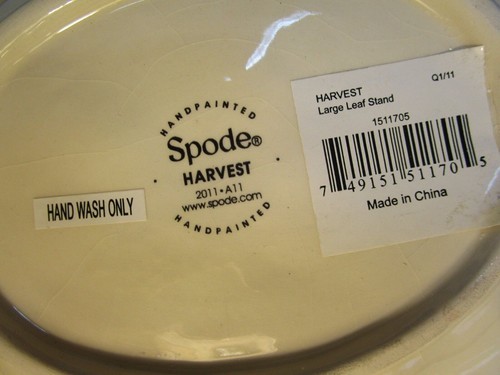 HANDPAINTED
Spode®
HARVEST
2011 • A11
www.spode.com
HANDPAINTED
HAND WASH ONLY
Q1/11
HARVEST
Large Leaf Stand
1511705
7 49151 51170 5
Made in China